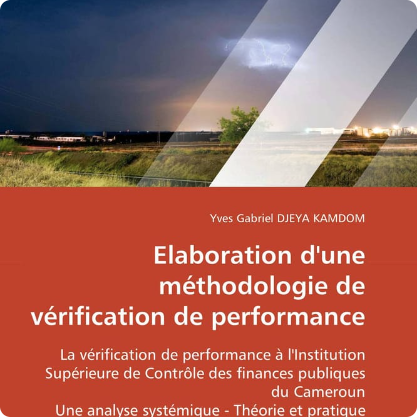 Yves Gabriel DJEYA KAMDOM
Elaboration d'une
méthodologie de
vérification de performance
La vérification de performance à l'Institution
Supérieure de Contrôle des finances publiques
du Cameroun
Une analyse systémique - Théorie et pratique